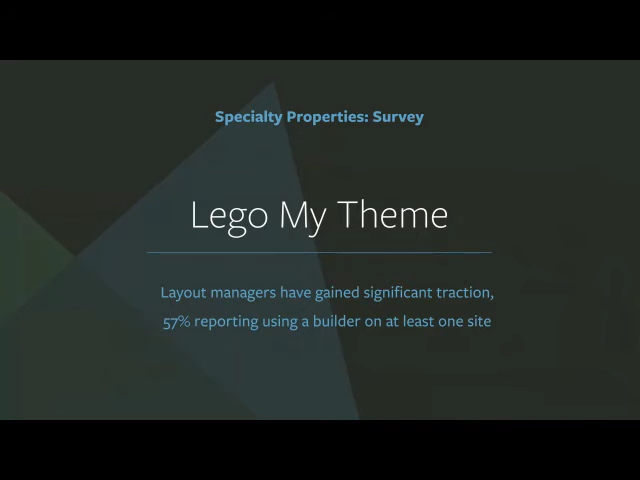 Specialty Properties: Survey
Lego My Theme
Layout managers have gained significant traction,
57% reporting using a builder on at least one site